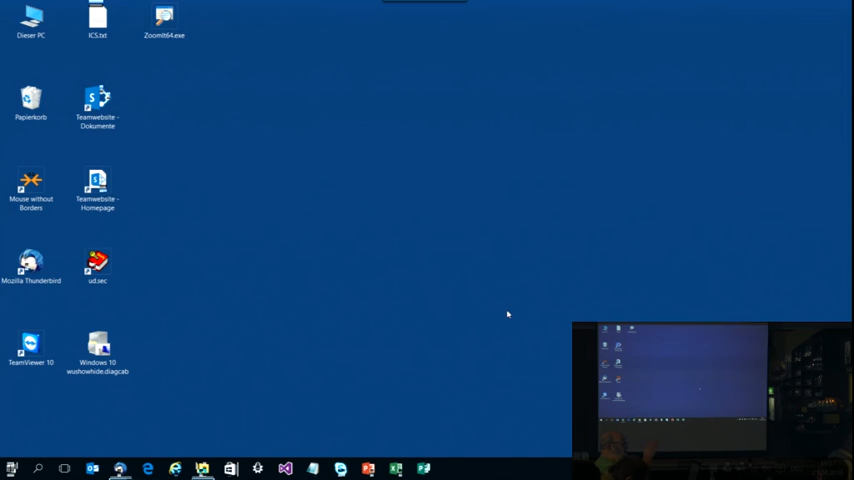 Dieser PC
ICS.txt
ZoomIt64.exe
Papierkorb
Teamwebsite -
Dokumente
Mouse without
Borders
Teamwebsite -
Homepage
Mozilla Thunderbird
ud.sec
TeamViewer 10
Windows 10
wushowhide.diagcab